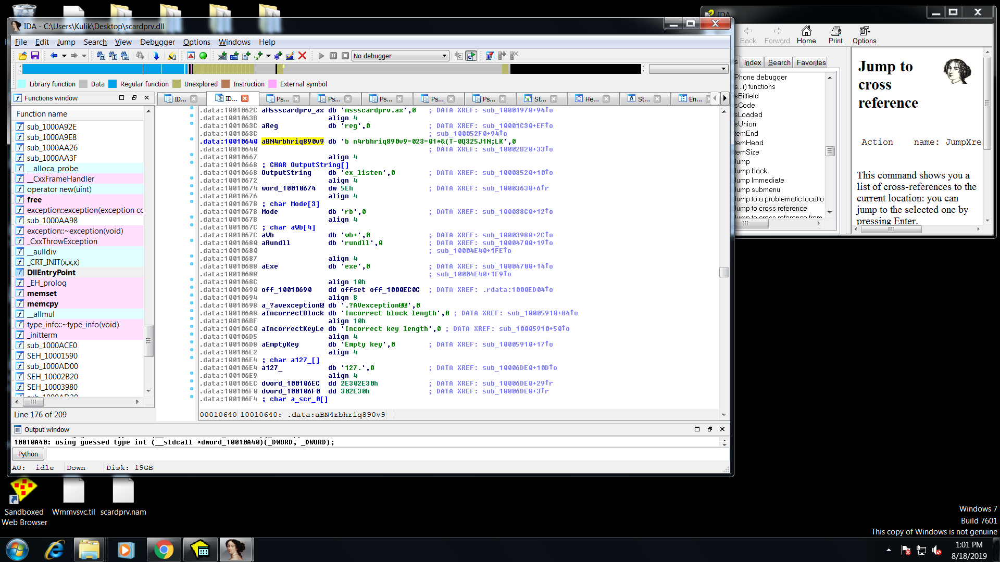 IDA - C:\Users\Kulik\Desktop\scardprv.dll
File Edit Jump Search View Debugger Options Windows Help
No debugger
Library function Data Regular function Unexplored Instruction External symbol
Functions window
ID... ID... Ps... Ps... Ps... Ps... Ps... St... He... St... En...
Function name
sub_1000A92E
sub_1000A9E8
sub_1000AA26
sub_1000AA3F
__alloca_probe
__CxxFrameHandler
operator new(uint)
free
exception::exception(exception cc
sub_1000AA98
exception::~exception(void)
_CxxThrowException
__aulldiv
_CRT_INIT(x,x,x)
DllEntryPoint
_EH_prolog
memset
memcpy
__allmul
type_info::~type_info(void)
_initterm
sub_1000ACE0
SEH_10001590
sub_1000AD00
SEH_10002B20
SEH_10003980
Line 176 of 209
.data:1001062C aMssscardprv_ax db 'mssscardprv.ax',0 ; DATA XREF: sub_10001970+94↑o
.data:1001063B align 4
.data:1001063C aReg db 'reg',0 ; DATA XREF: sub_10001C30+EF↑o
.data:1001063C ; sub_100052F0+94↑o
.data:10010640 aBN4rbhriq890v9 db 'b n4rbhriq890v9=023=01*&(T-0Q325J1N;LK',0
.data:10010640 ; DATA XREF: sub_10002B20+33↑o
.data:10010667 align 4
.data:10010668 ; CHAR OutputString[]
.data:10010668 OutputString db 'ex_listen',0 ; DATA XREF: sub_10003520+10↑o
.data:10010672 align 4
.data:10010674 word_10010674 dw 5Eh ; DATA XREF: sub_10003630+6↑r
.data:10010676 align 4
.data:10010678 ; char Mode[3]
.data:10010678 Mode db 'rb',0 ; DATA XREF: sub_100038C0+12↑o
.data:1001067B align 4
.data:1001067C ; char aWb[4]
.data:1001067C aWb db 'wb+',0 ; DATA XREF: sub_10003980+2C↑o
.data:10010680 aRundll db 'rundll',0 ; DATA XREF: sub_10004700+19↑o
.data:10010680 ; sub_10004E40+1FE↑o
.data:10010687 align 4
.data:10010688 aExe db 'exe',0 ; DATA XREF: sub_10004700+14↑o
.data:10010688 ; sub_10004E40+1F9↑o
.data:1001068C align 10h
.data:10010690 off_10010690 dd offset off_1000EC0C ; DATA XREF: .rdata:1000ED04↑o
.data:10010694 align 8
.data:10010698 a_?avexception@ db '.?AVexception@@',0
.data:100106A8 aIncorrectBlock db 'Incorrect block length',0 ; DATA XREF: sub_10005910+84↑o
.data:100106BF align 10h
.data:100106C0 aIncorrectKeyLe db 'Incorrect key length',0 ; DATA XREF: sub_10005910+50↑o
.data:100106D5 align 4
.data:100106D8 aEmptyKey db 'Empty key',0 ; DATA XREF: sub_10005910+17↑o
.data:100106E2 align 4
.data:100106E4 ; char a127_[]
.data:100106E4 a127_ db '127.',0 ; DATA XREF: sub_10006DE0+10D↑o
.data:100106E9 align 4
.data:100106EC dword_100106EC dd 2E302E30h ; DATA XREF: sub_10006DE0+29↑r
.data:100106F0 dword_100106F0 dd 302E30h ; DATA XREF: sub_10006DE0+3↑r
.data:100106F4 ; char a_scr_0[]
00010640 10010640: .data:aBN4rbhriq890v9
Output window
10010A40: using guessed type int (__stdcall *dword_10010A40)(_DWORD, _DWORD);
Python
AU: idle Down Disk: 19GB
IDA
Back Forward Home Print Options
s Index Search Favorites
Phone debugger
s...() functions
sBitfield
sCode
sLoaded
sUnion
temEnd
temHead
temSize
Jump
Jump back
Jump Immediate
Jump submenu
Jump to a problematic locatio
Jump to cross reference
Jump to cross reference from
Jump to
cross
reference
Action name: JumpXre
This command shows you a
list of cross-references to the
current location: you can
jump to the selected one by
pressing Enter.
Sandboxed
Web Browser
Wmmvsvc.til
scardprv.nam
Windows 7
Build 7601
This copy of Windows is not genuine
1:01 PM
8/18/2019